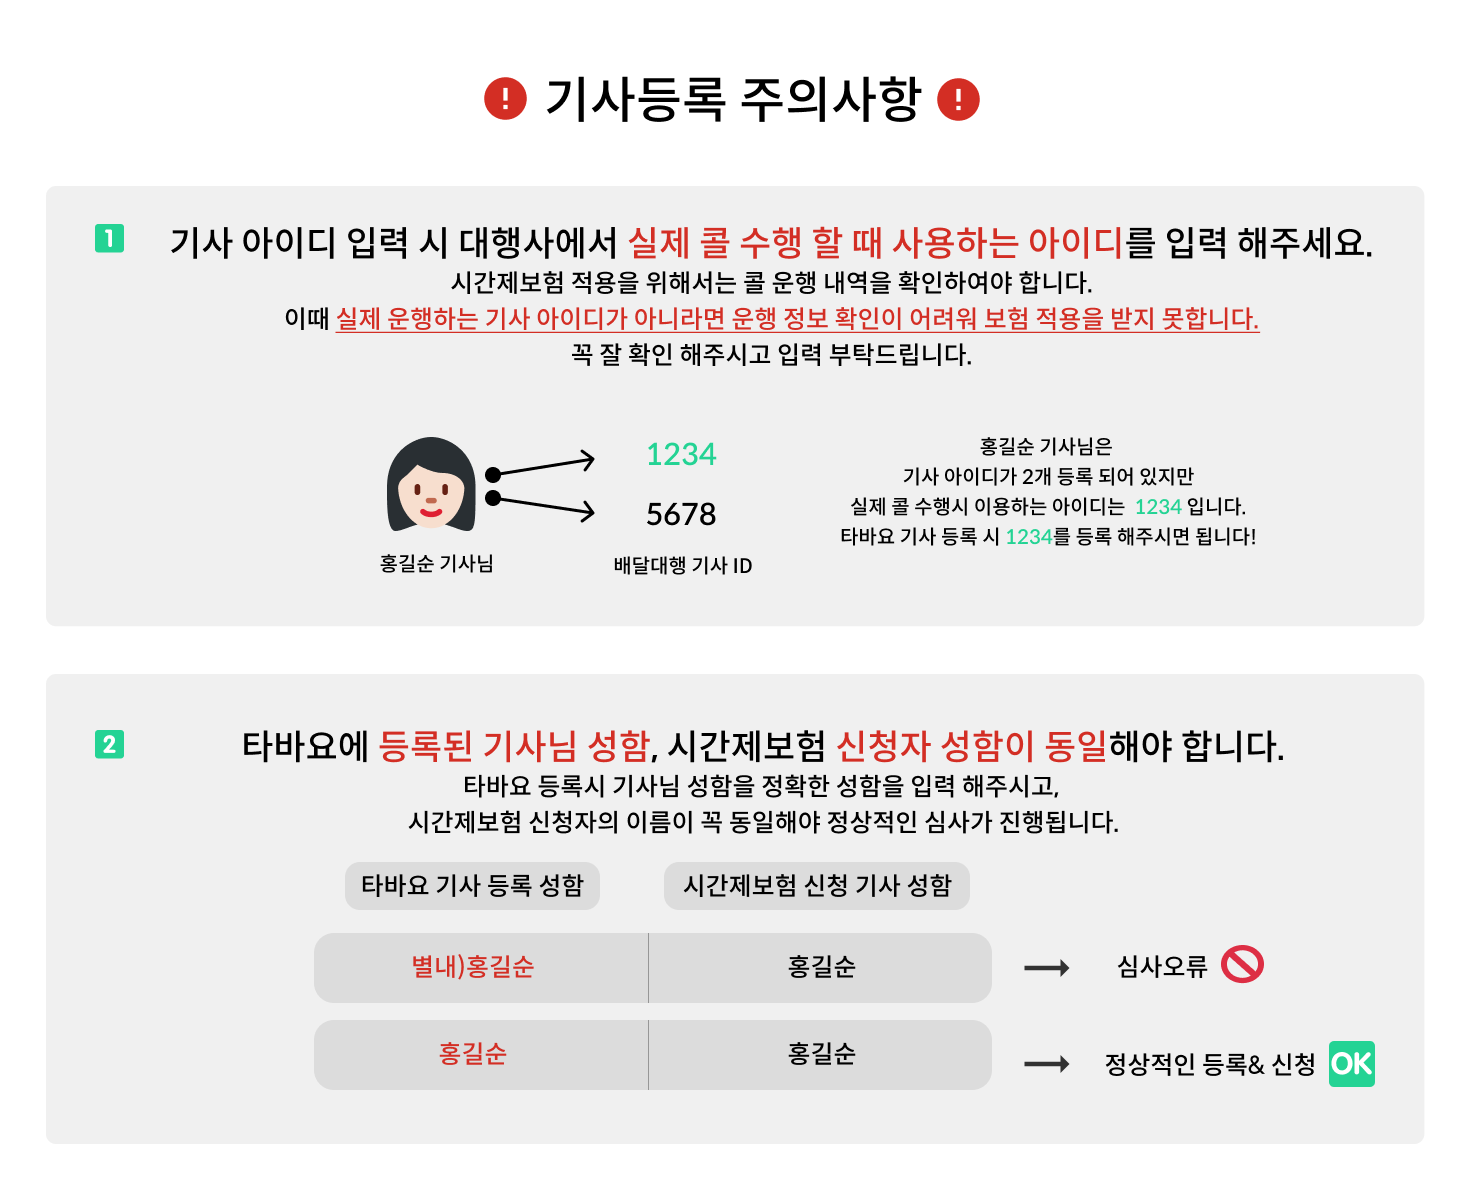 ! 기사등록 주의사항 !
1 기사 아이디 입력 시 대행사에서 실제 콜 수행 할 때 사용하는 아이디를 입력 해주세요.
시간제보험 적용을 위해서는 콜 운행 내역을 확인하여야 합니다.
이때 실제 운행하는 기사 아이디가 아니라면 운행 정보 확인이 어려워 보험 적용을 받지 못합니다.
꼭 잘 확인 해주시고 입력 부탁드립니다.
1234
5678
홍길순 기사님
배달대행 기사 ID
홍길순 기사님은
기사 아이디가 2개 등록 되어 있지만
실제 콜 수행시 이용하는 아이디는 1234 입니다.
타바요 기사 등록 시 1234를 등록 해주시면 됩니다!
2 타바요에 등록된 기사님 성함, 시간제보험 신청자 성함이 동일해야 합니다.
타바요 등록시 기사님 성함을 정확한 성함을 입력 해주시고,
시간제보험 신청자의 이름이 꼭 동일해야 정상적인 심사가 진행됩니다.
타바요 기사 등록 성함 시간제보험 신청 기사 성함
별내)홍길순 홍길순 심사오류
홍길순 홍길순 정상적인 등록& 신청 OK